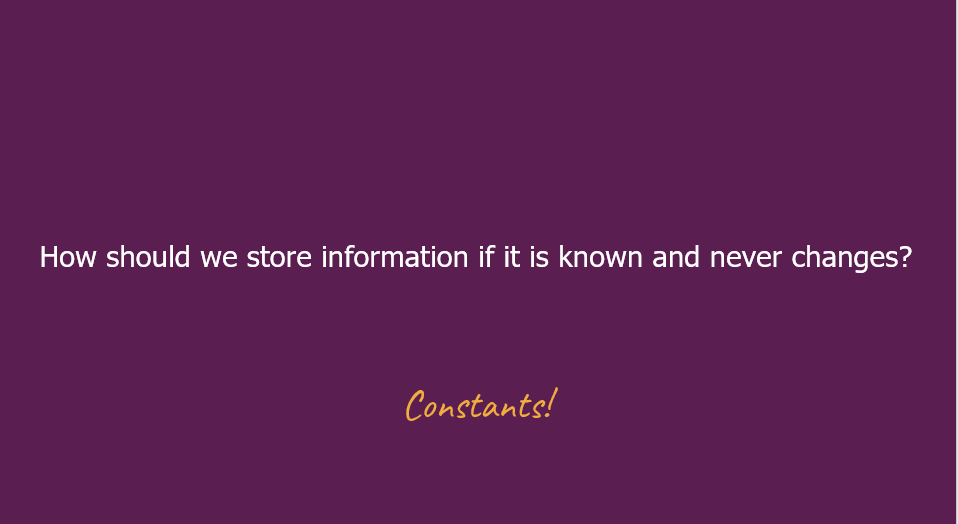 How should we store information if it is known and never changes?
Constants!